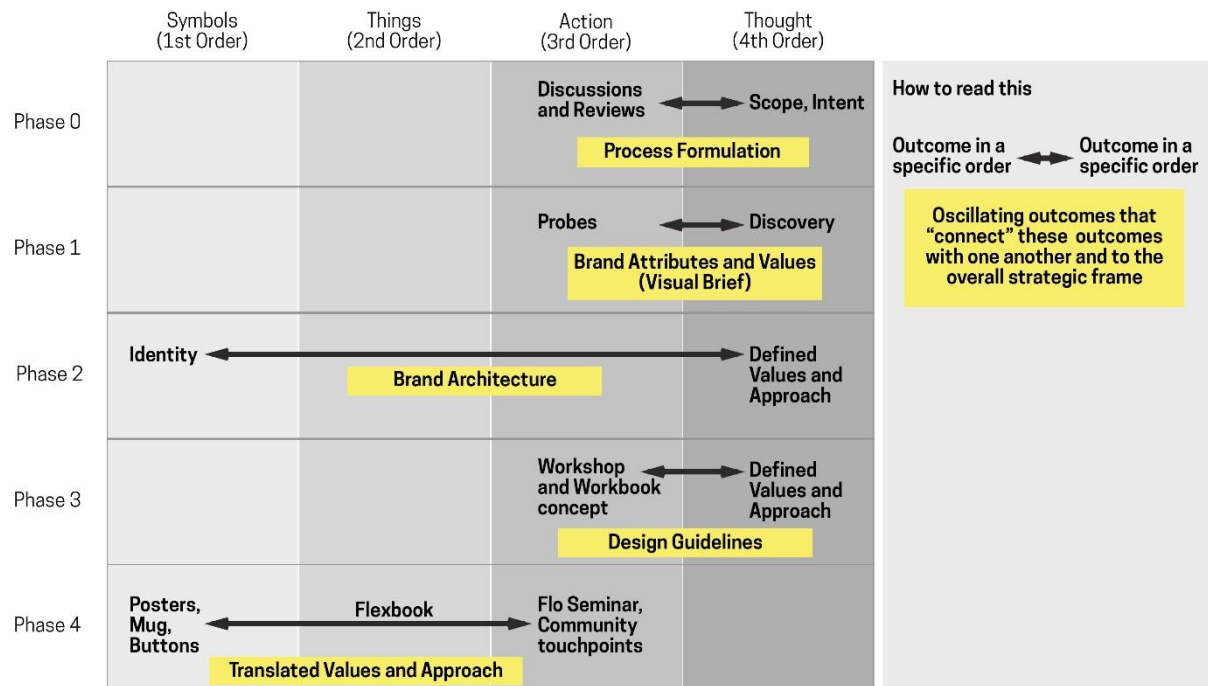 Symbols
(1st Order)
Things
(2nd Order)
Action
(3rd Order)
Thought
(4th Order)
Phase 0
Discussions
and Reviews
Scope, Intent
Process Formulation
Phase 1
Probes
Discovery
Brand Attributes and Values
(Visual Brief)
Phase 2
Identity
Defined
Values and
Approach
Brand Architecture
Phase 3
Workshop
and Workbook
concept
Defined
Values and
Approach
Design Guidelines
Phase 4
Posters,
Mug,
Buttons
Flexbook
Flo Seminar,
Community
touchpoints
Translated Values and Approach
How to read this
Outcome in a
specific order
Outcome in a
specific order
Oscillating outcomes that
“connect” these outcomes
with one another and to the
overall strategic frame